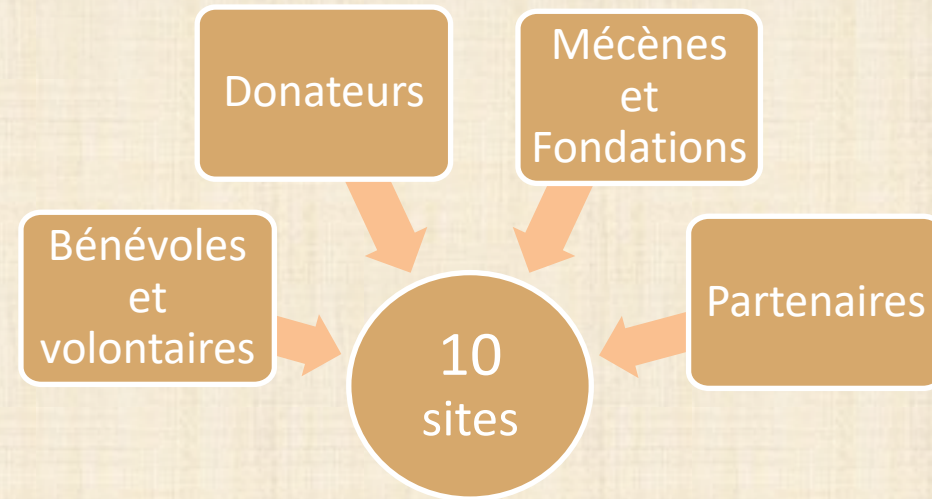 Donateurs
Mécènes
et
Fondations
Bénévoles
et
volontaires
Partenaires
10
sites